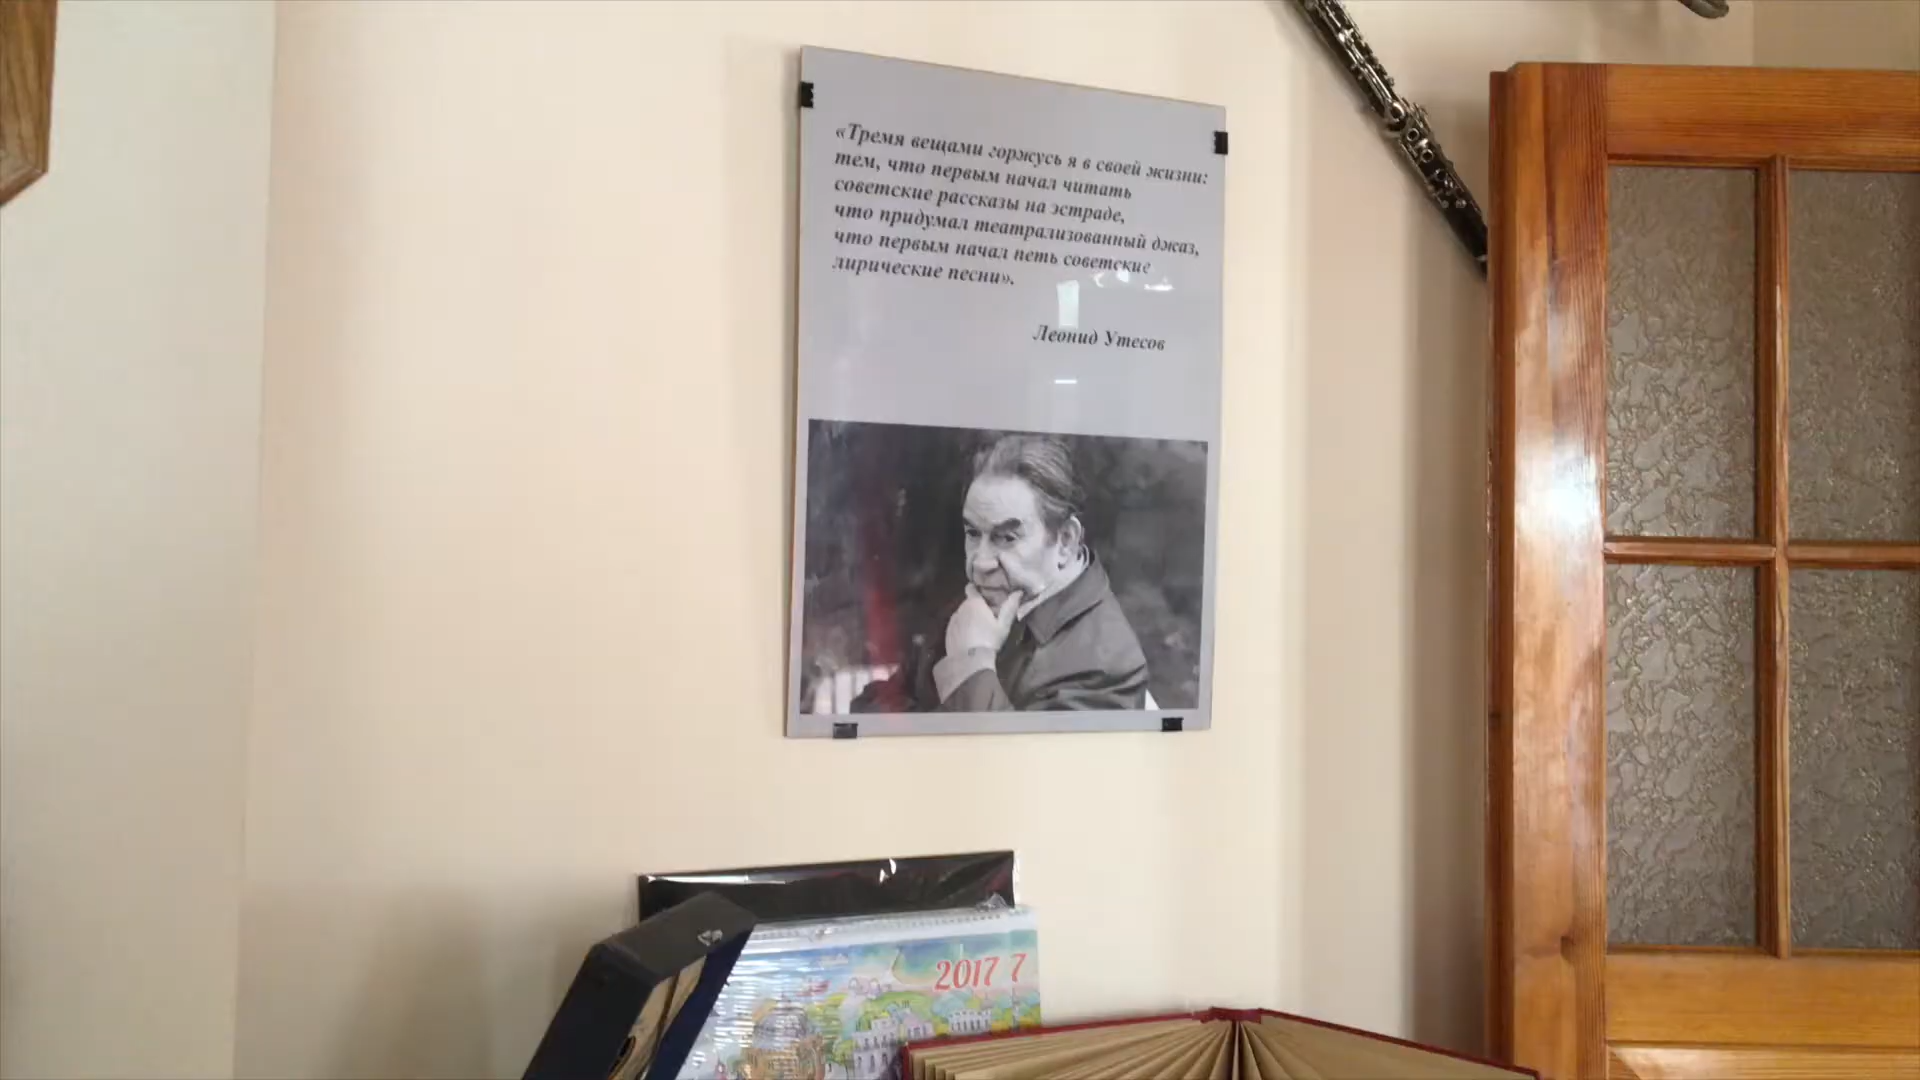 «Тремя вещами горжусь я в своей жизни:
тем, что первым начал читать
советские рассказы на эстраде,
что придумал театрализованный джаз,
что первым начал петь советские
лирические песни».
Леонид Утесов
2017 7